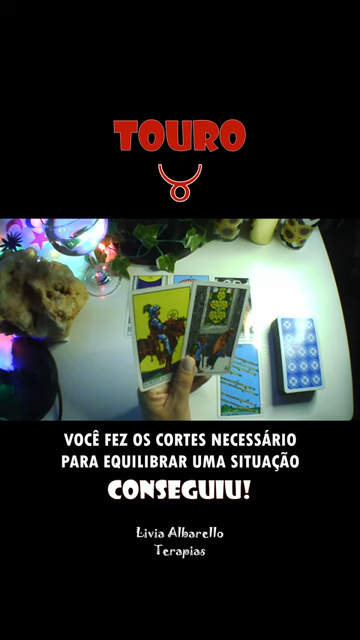 TOURO
VOCÊ FEZ OS CORTES NECESSÁRIO
PARA EQUILIBRAR UMA SITUAÇÃO
CONSEGUIU!
Livia Albarello
Terapias